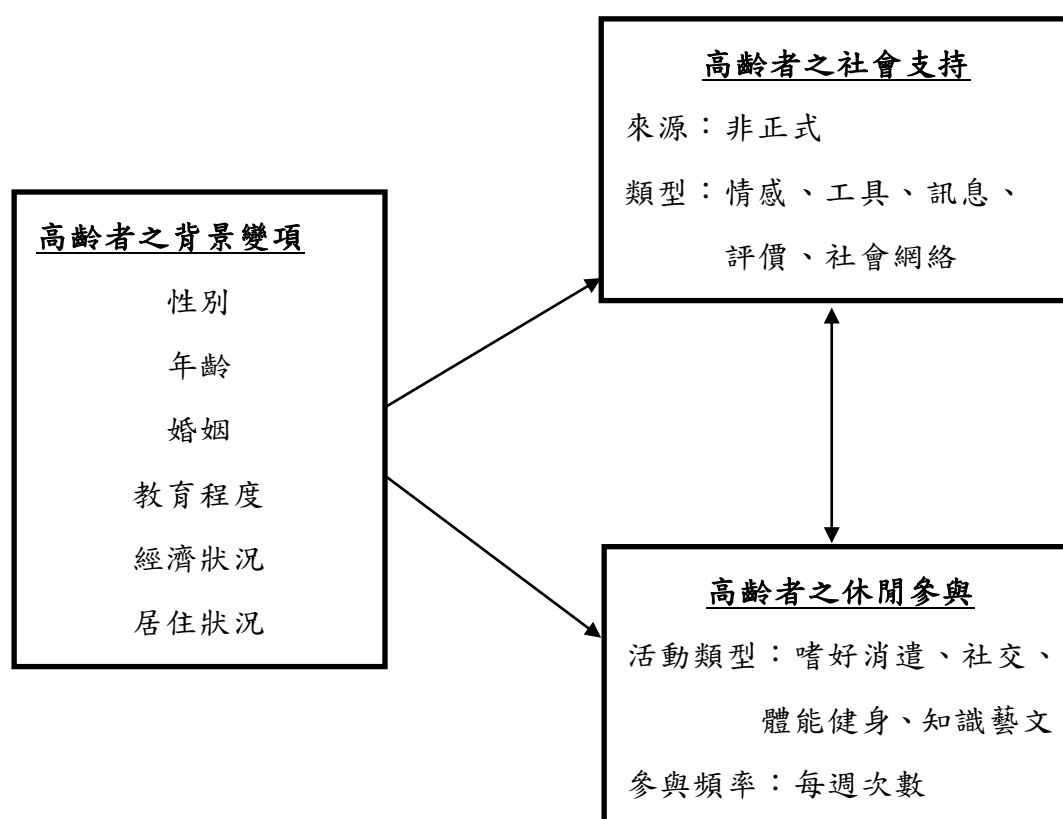 高齡者之社會支持
來源：非正式
類型：情感、工具、訊息、
評價、社會網絡
高齡者之背景變項
性別
年齡
婚姻
教育程度
經濟狀況
居住狀況
高齡者之休閒參與
活動類型：嗜好消遣、社交、
體能健身、知識藝文
參與頻率：每週次數